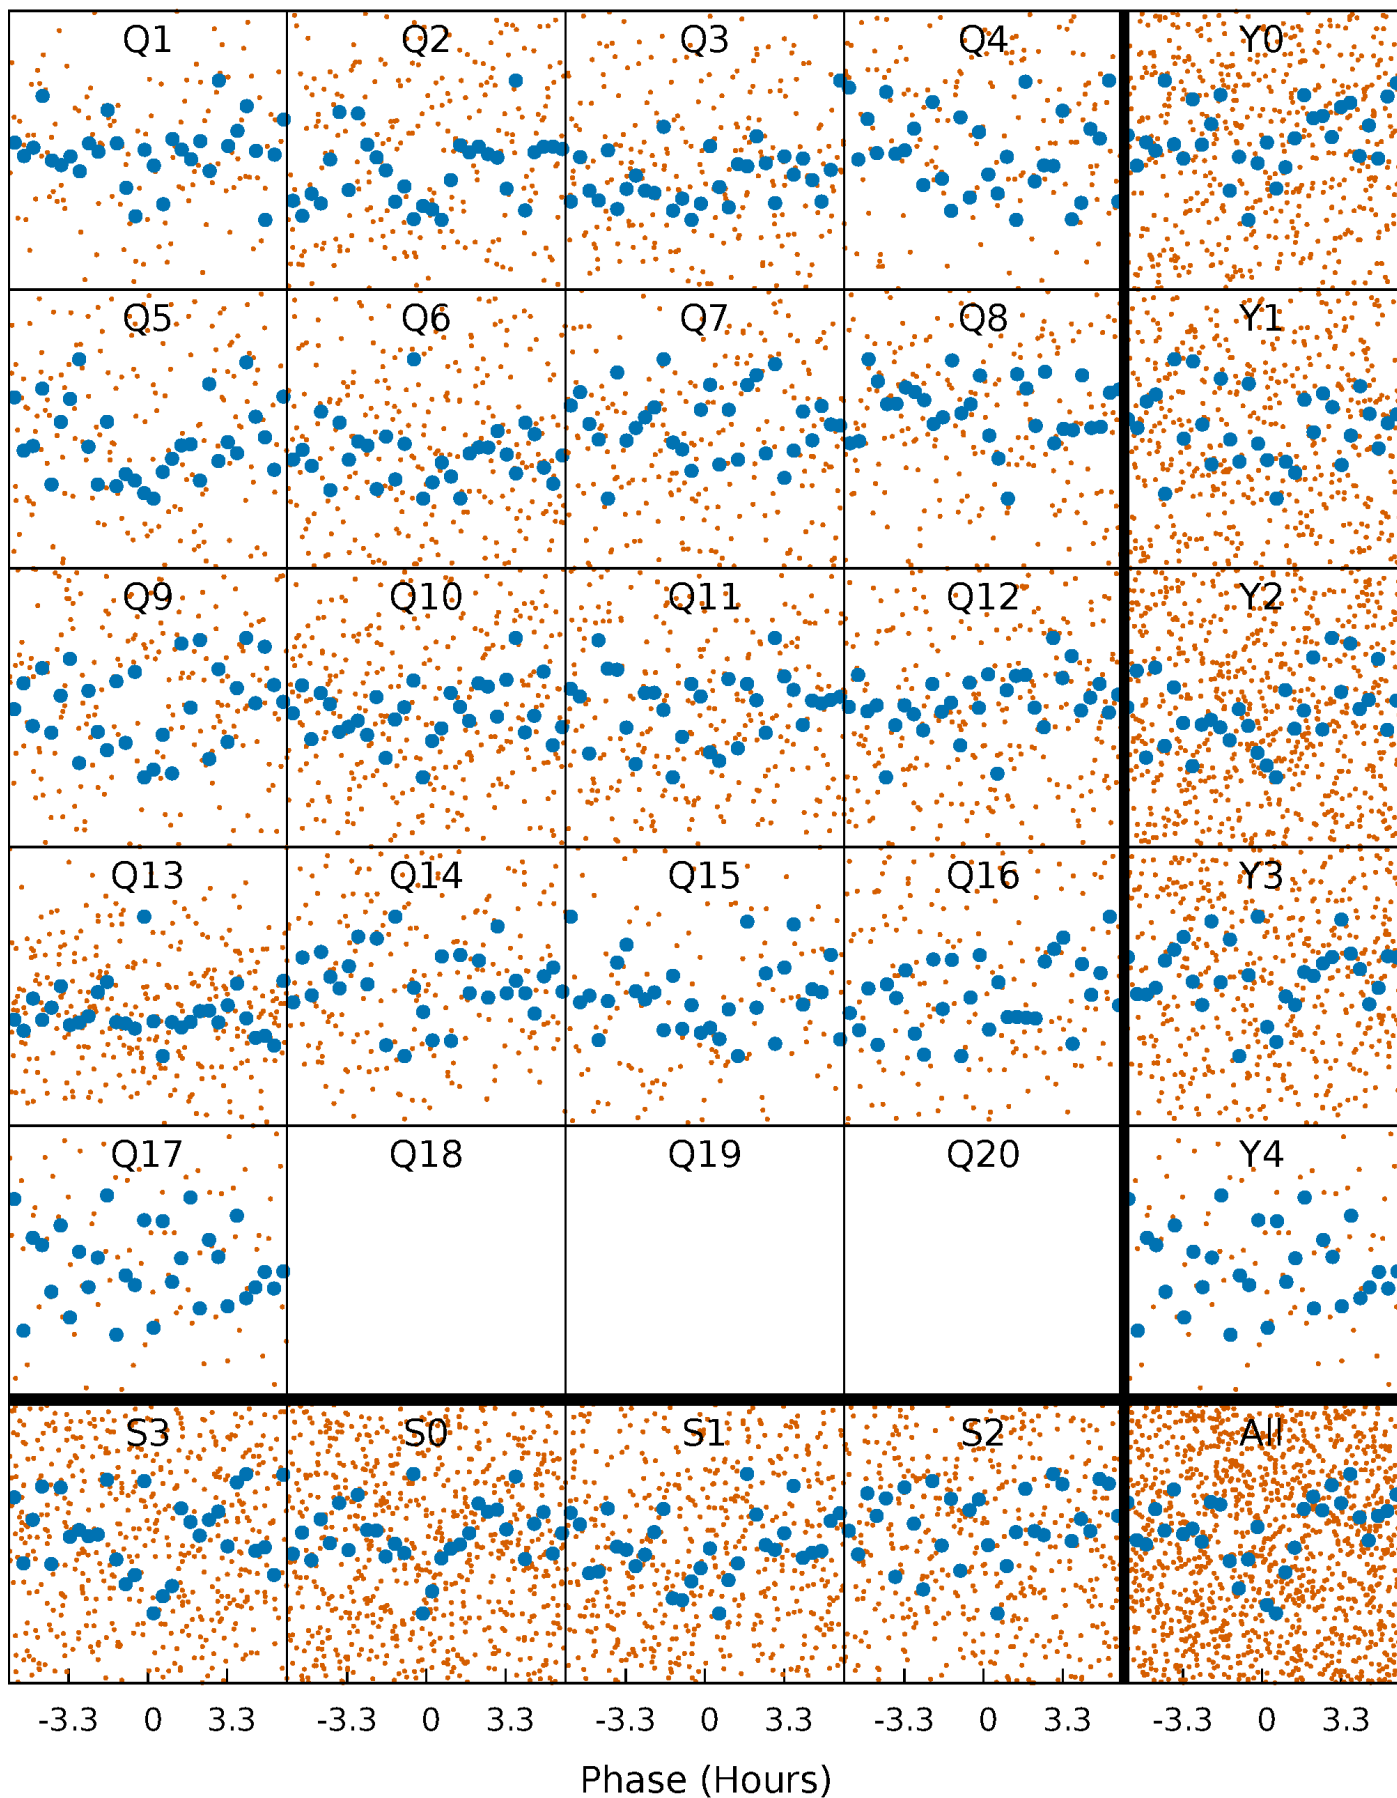 Q1 Q2 Q3 Q4 Y0
Q5 Q6 Q7 Q8 Y1
Q9 Q10 Q11 Q12 Y2
Q13 Q14 Q15 Q16 Y3
Q17 Q18 Q19 Q20 Y4
S3 S0 S1 S2 All
-3.3 0 3.3 -3.3 0 3.3 -3.3 0 3.3 -3.3 0 3.3 -3.3 0 3.3
Phase (Hours)